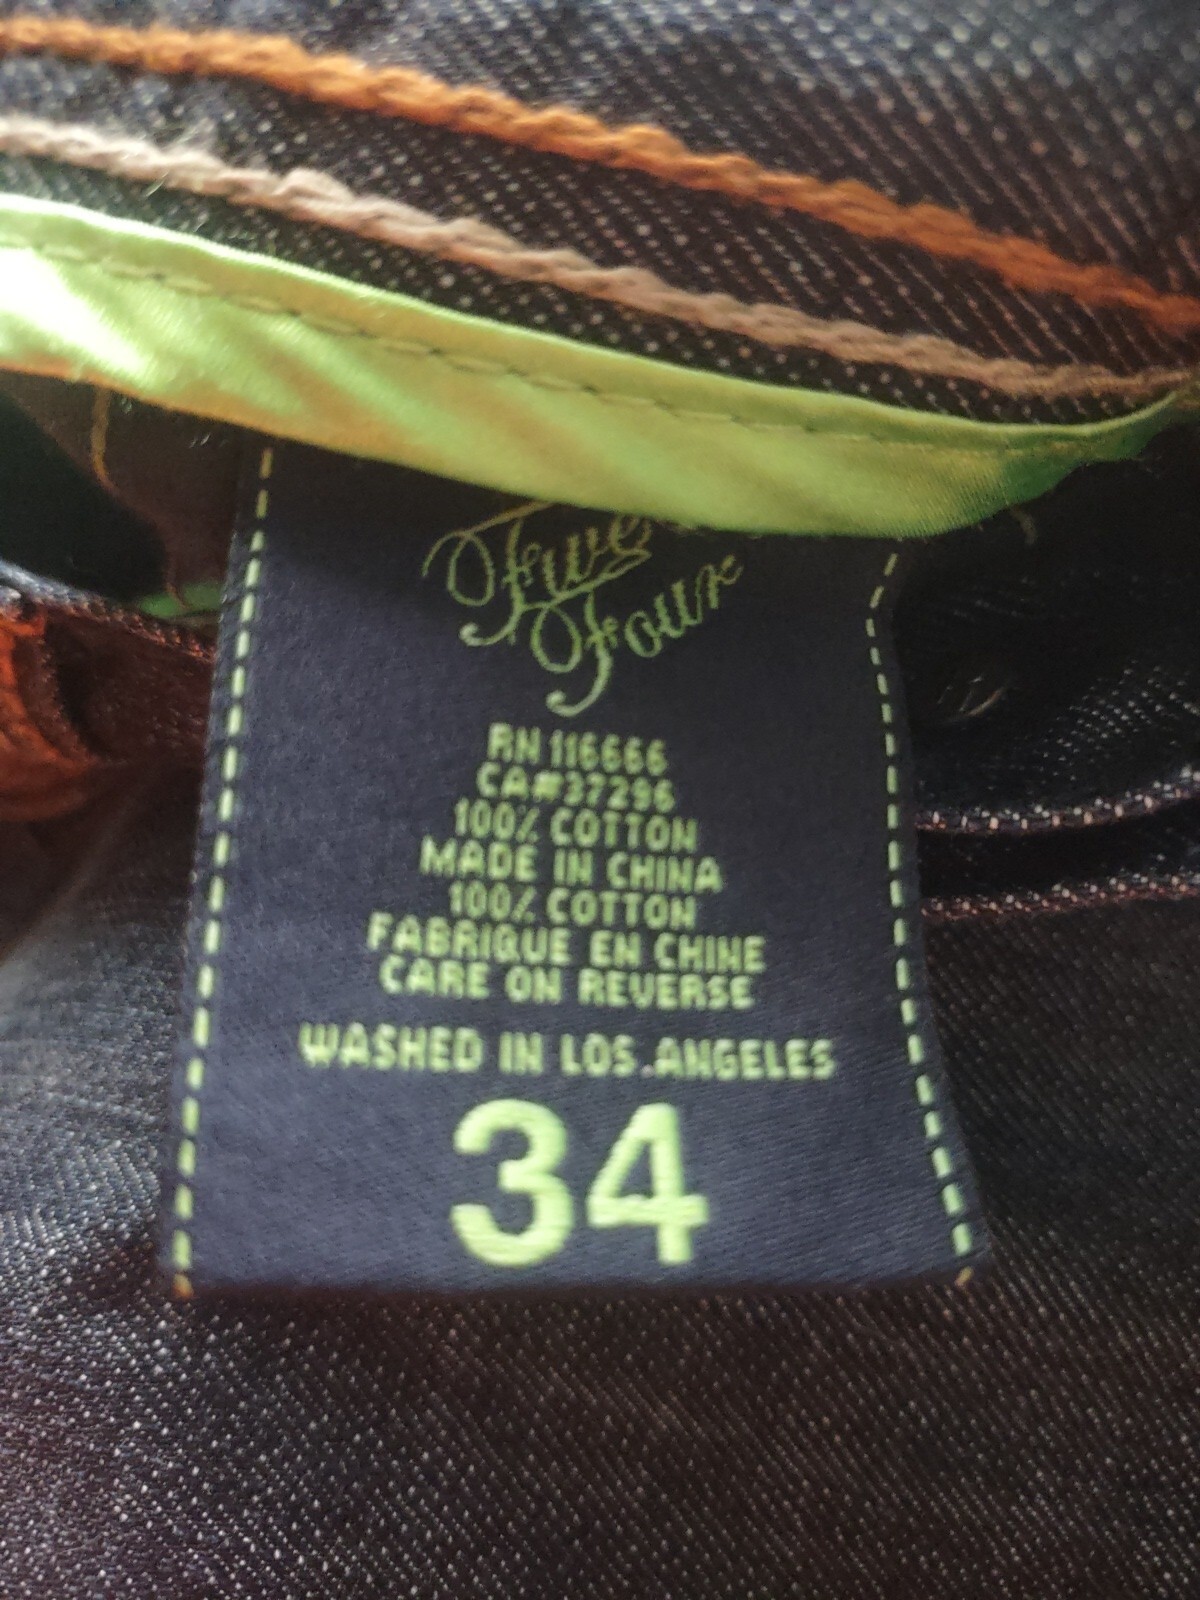 Four
RN 116666
CA#37296
100% COTTON
MADE IN CHINA
100% COTTON
FABRIQUE EN CHINE
CARE ON REVERSE
WASHED IN LOS.ANGELES
34